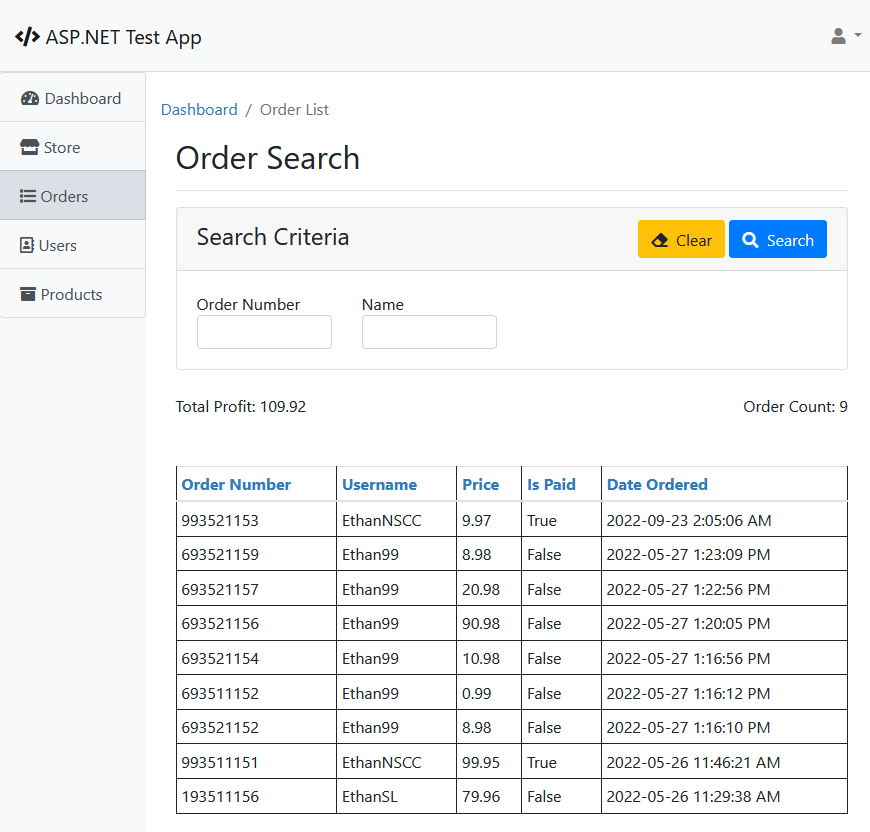 ASP.NET Test App
Dashboard
Store
Orders
Users
Products
Dashboard / Order List
Order Search
Search Criteria
Clear
Search
Order Number Name
Total Profit: 109.92 Order Count: 9
Order Number Username Price Is Paid Date Ordered
993521153 EthanNSCC 9.97 True 2022-09-23 2:05:06 AM
693521159 Ethan99 8.98 False 2022-05-27 1:23:09 PM
693521157 Ethan99 20.98 False 2022-05-27 1:22:56 PM
693521156 Ethan99 90.98 False 2022-05-27 1:20:05 PM
693521154 Ethan99 10.98 False 2022-05-27 1:16:56 PM
693511152 Ethan99 0.99 False 2022-05-27 1:16:12 PM
693521152 Ethan99 8.98 False 2022-05-27 1:16:10 PM
993511151 EthanNSCC 99.95 True 2022-05-26 11:46:21 AM
193511156 EthanSL 79.96 False 2022-05-26 11:29:38 AM